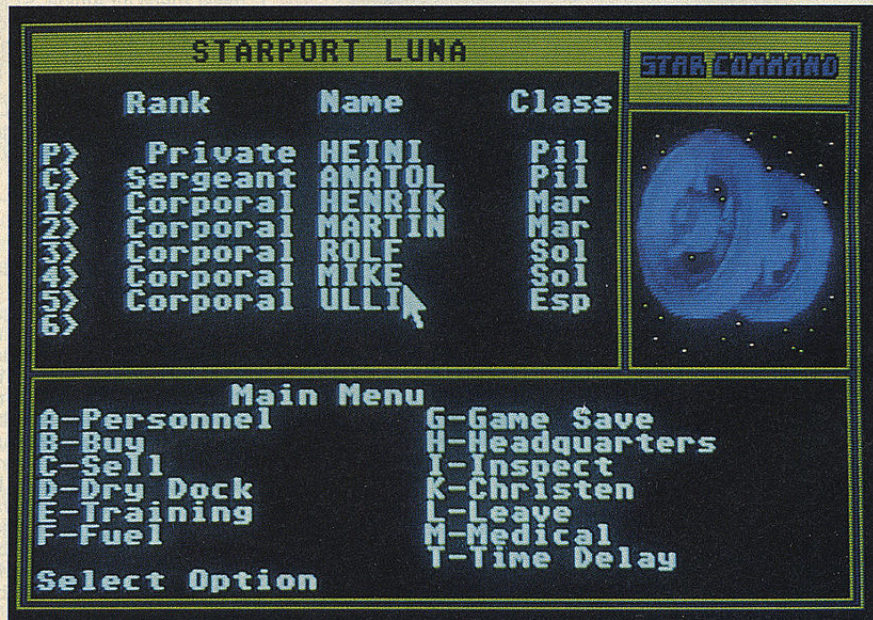 STARPORT LUNA
STAR COMMAND
Rank Name Class
P> Private HEINI Pil
C> Sergeant ANATOL Pil
1> Corporal HENRIK Mar
2> Corporal MARTIN Mar
3> Corporal ROLF Sol
4> Corporal MIKE Sol
5> Corporal ULLI Esp
6>
Main Menu
A-Personnel G-Game Save
B-Buy H-Headquarters
C-Sell I-Inspect
D-Dry Dock K-Christen
E-Training L-Leave
F-Fuel M-Medical
T-Time Delay
Select Option